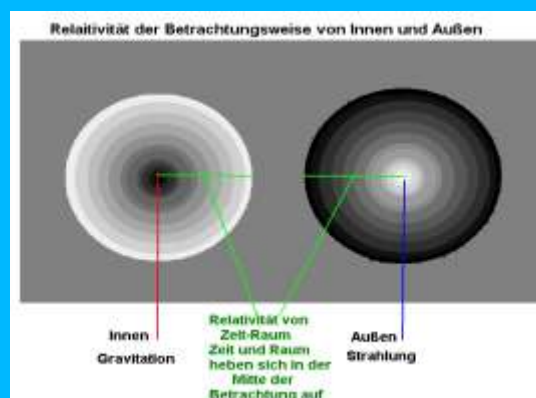 Relaitivität der Betrachtungsweise von Innen und Außen
Innen
Gravitation
Relativität von
Zeit-Raum
Zeit und Raum
heben sich in der
Mitte der
Betrachtung auf
Außen
Strahlung